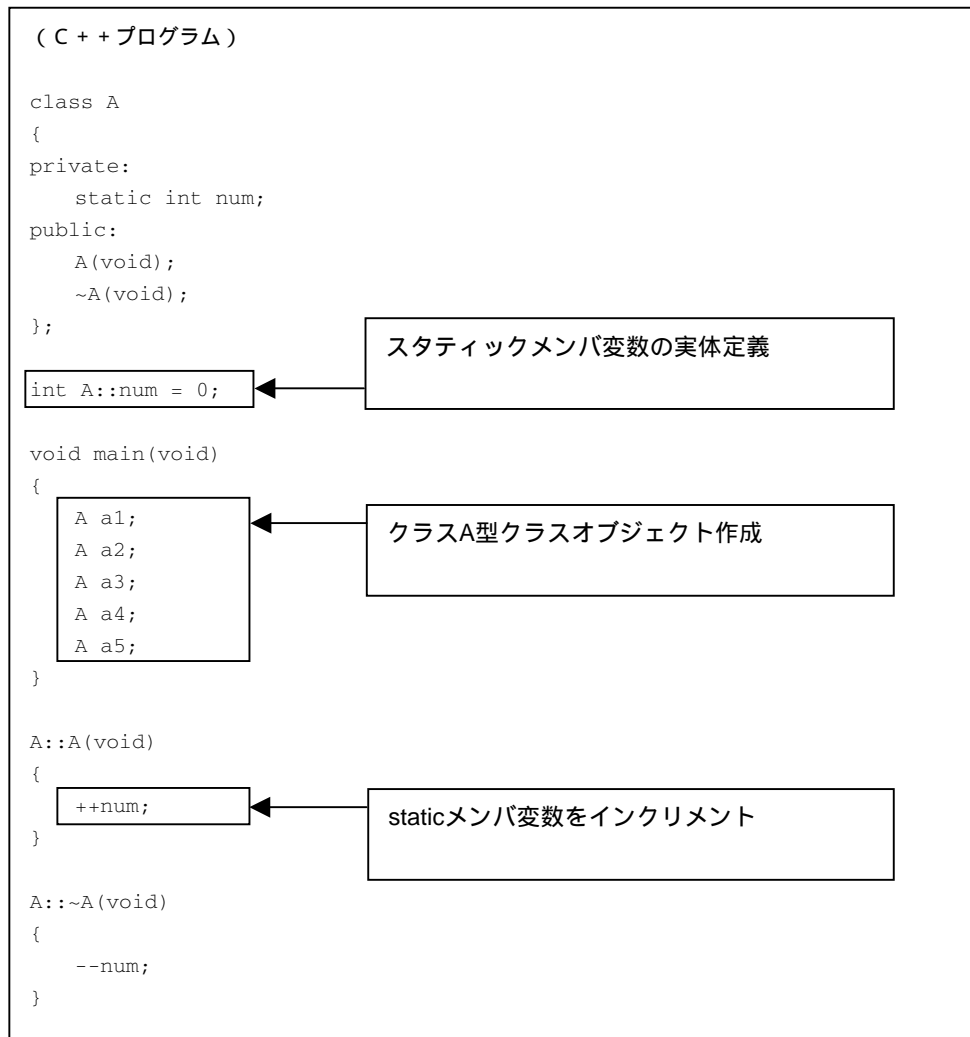 (C++プログラム)
class A
{
private:
    static int num;
public:
    A(void);
    ~A(void);
};
スタティックメンバ変数の実体定義
int A::num = 0;
void main(void)
{
    A a1;
クラスA型クラスオブジェクト作成
    A a2;
    A a3;
    A a4;
    A a5;
}
A::A(void)
{
    ++num;
staticメンバ変数をインクリメント
}
A::~A(void)
{
    --num;
}